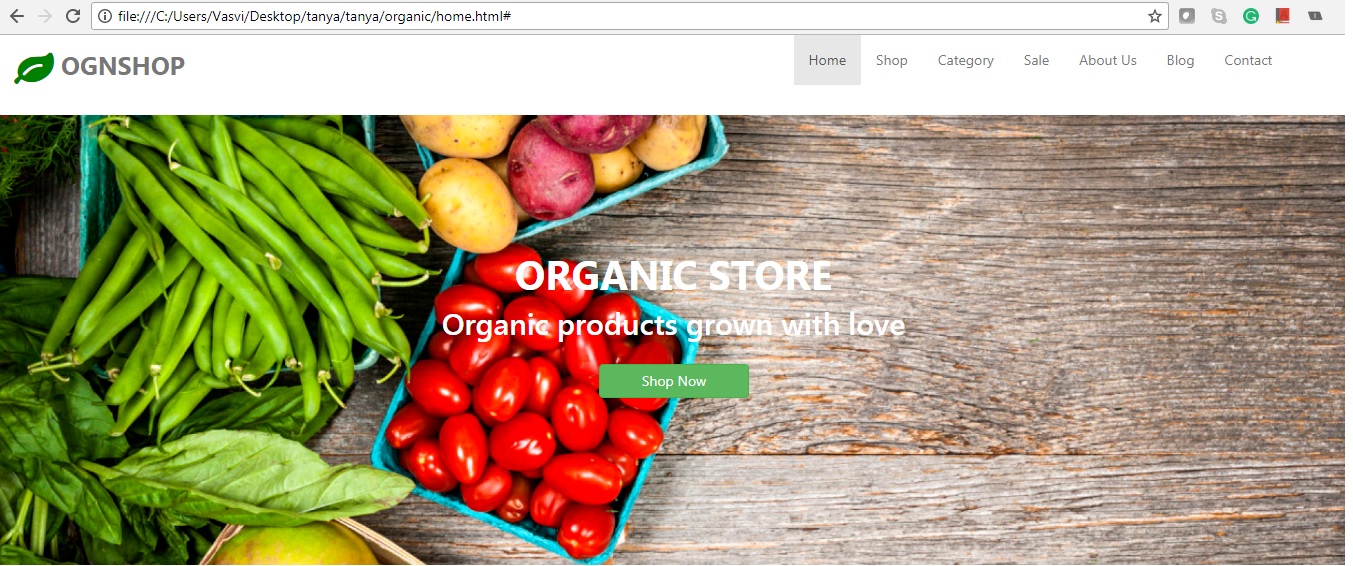 file:///C:/Users/Vasvi/Desktop/tanya/tanya/organic/home.html#
OGNSHOP
Home Shop Category Sale About Us Blog Contact
ORGANIC STORE
Organic products grown with love
Shop Now